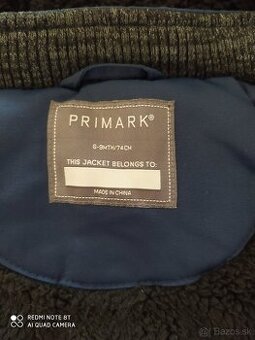 PRIMARK®
6-9MTH/74CM
THIS JACKET BELONGS TO:
MADE IN CHINA
REDMI NOTE 8T
AI QUAD CAMERA
Bazos.sk